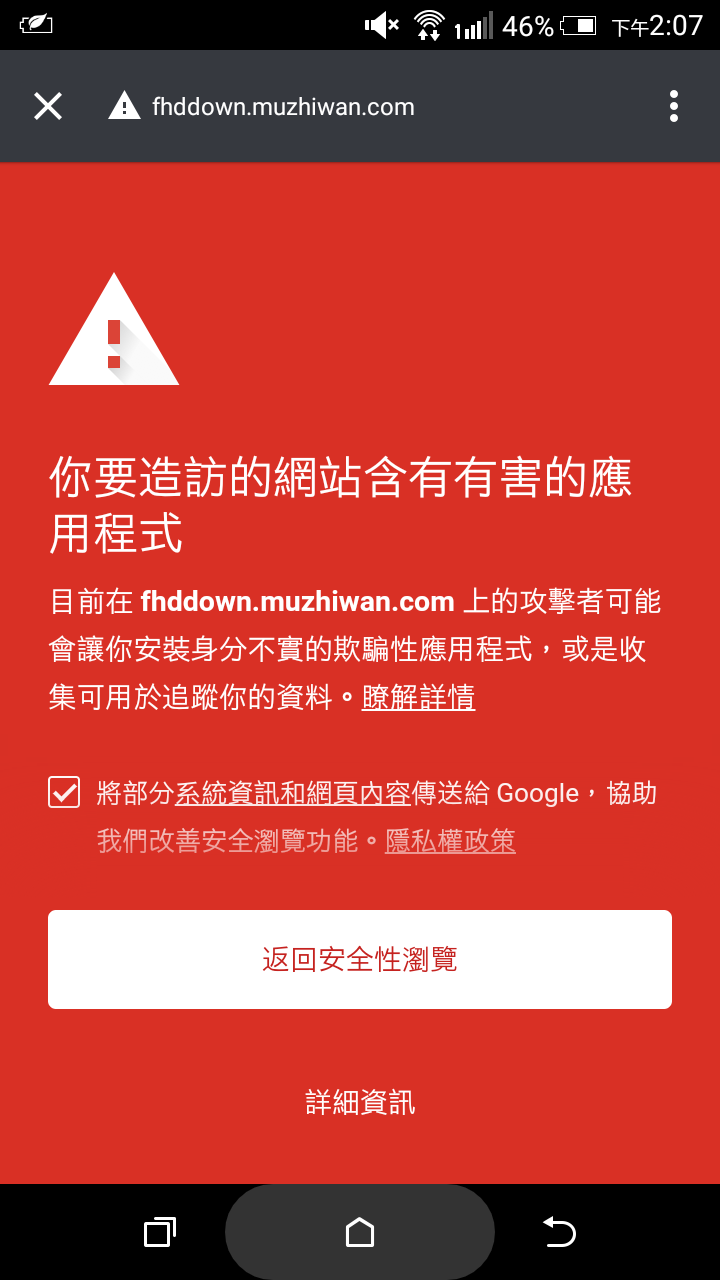 46% 下午2:07
fhddown.muzhiwan.com
你要造訪的網站含有有害的應
用程式
目前在 fhddown.muzhiwan.com 上的攻擊者可能
會讓你安裝身分不實的欺騙性應用程式，或是收
集可用於追蹤你的資料。瞭解詳情
將部分系統資訊和網頁內容傳送給 Google，協助
我們改善安全瀏覽功能。隱私權政策
返回安全性瀏覽
詳細資訊